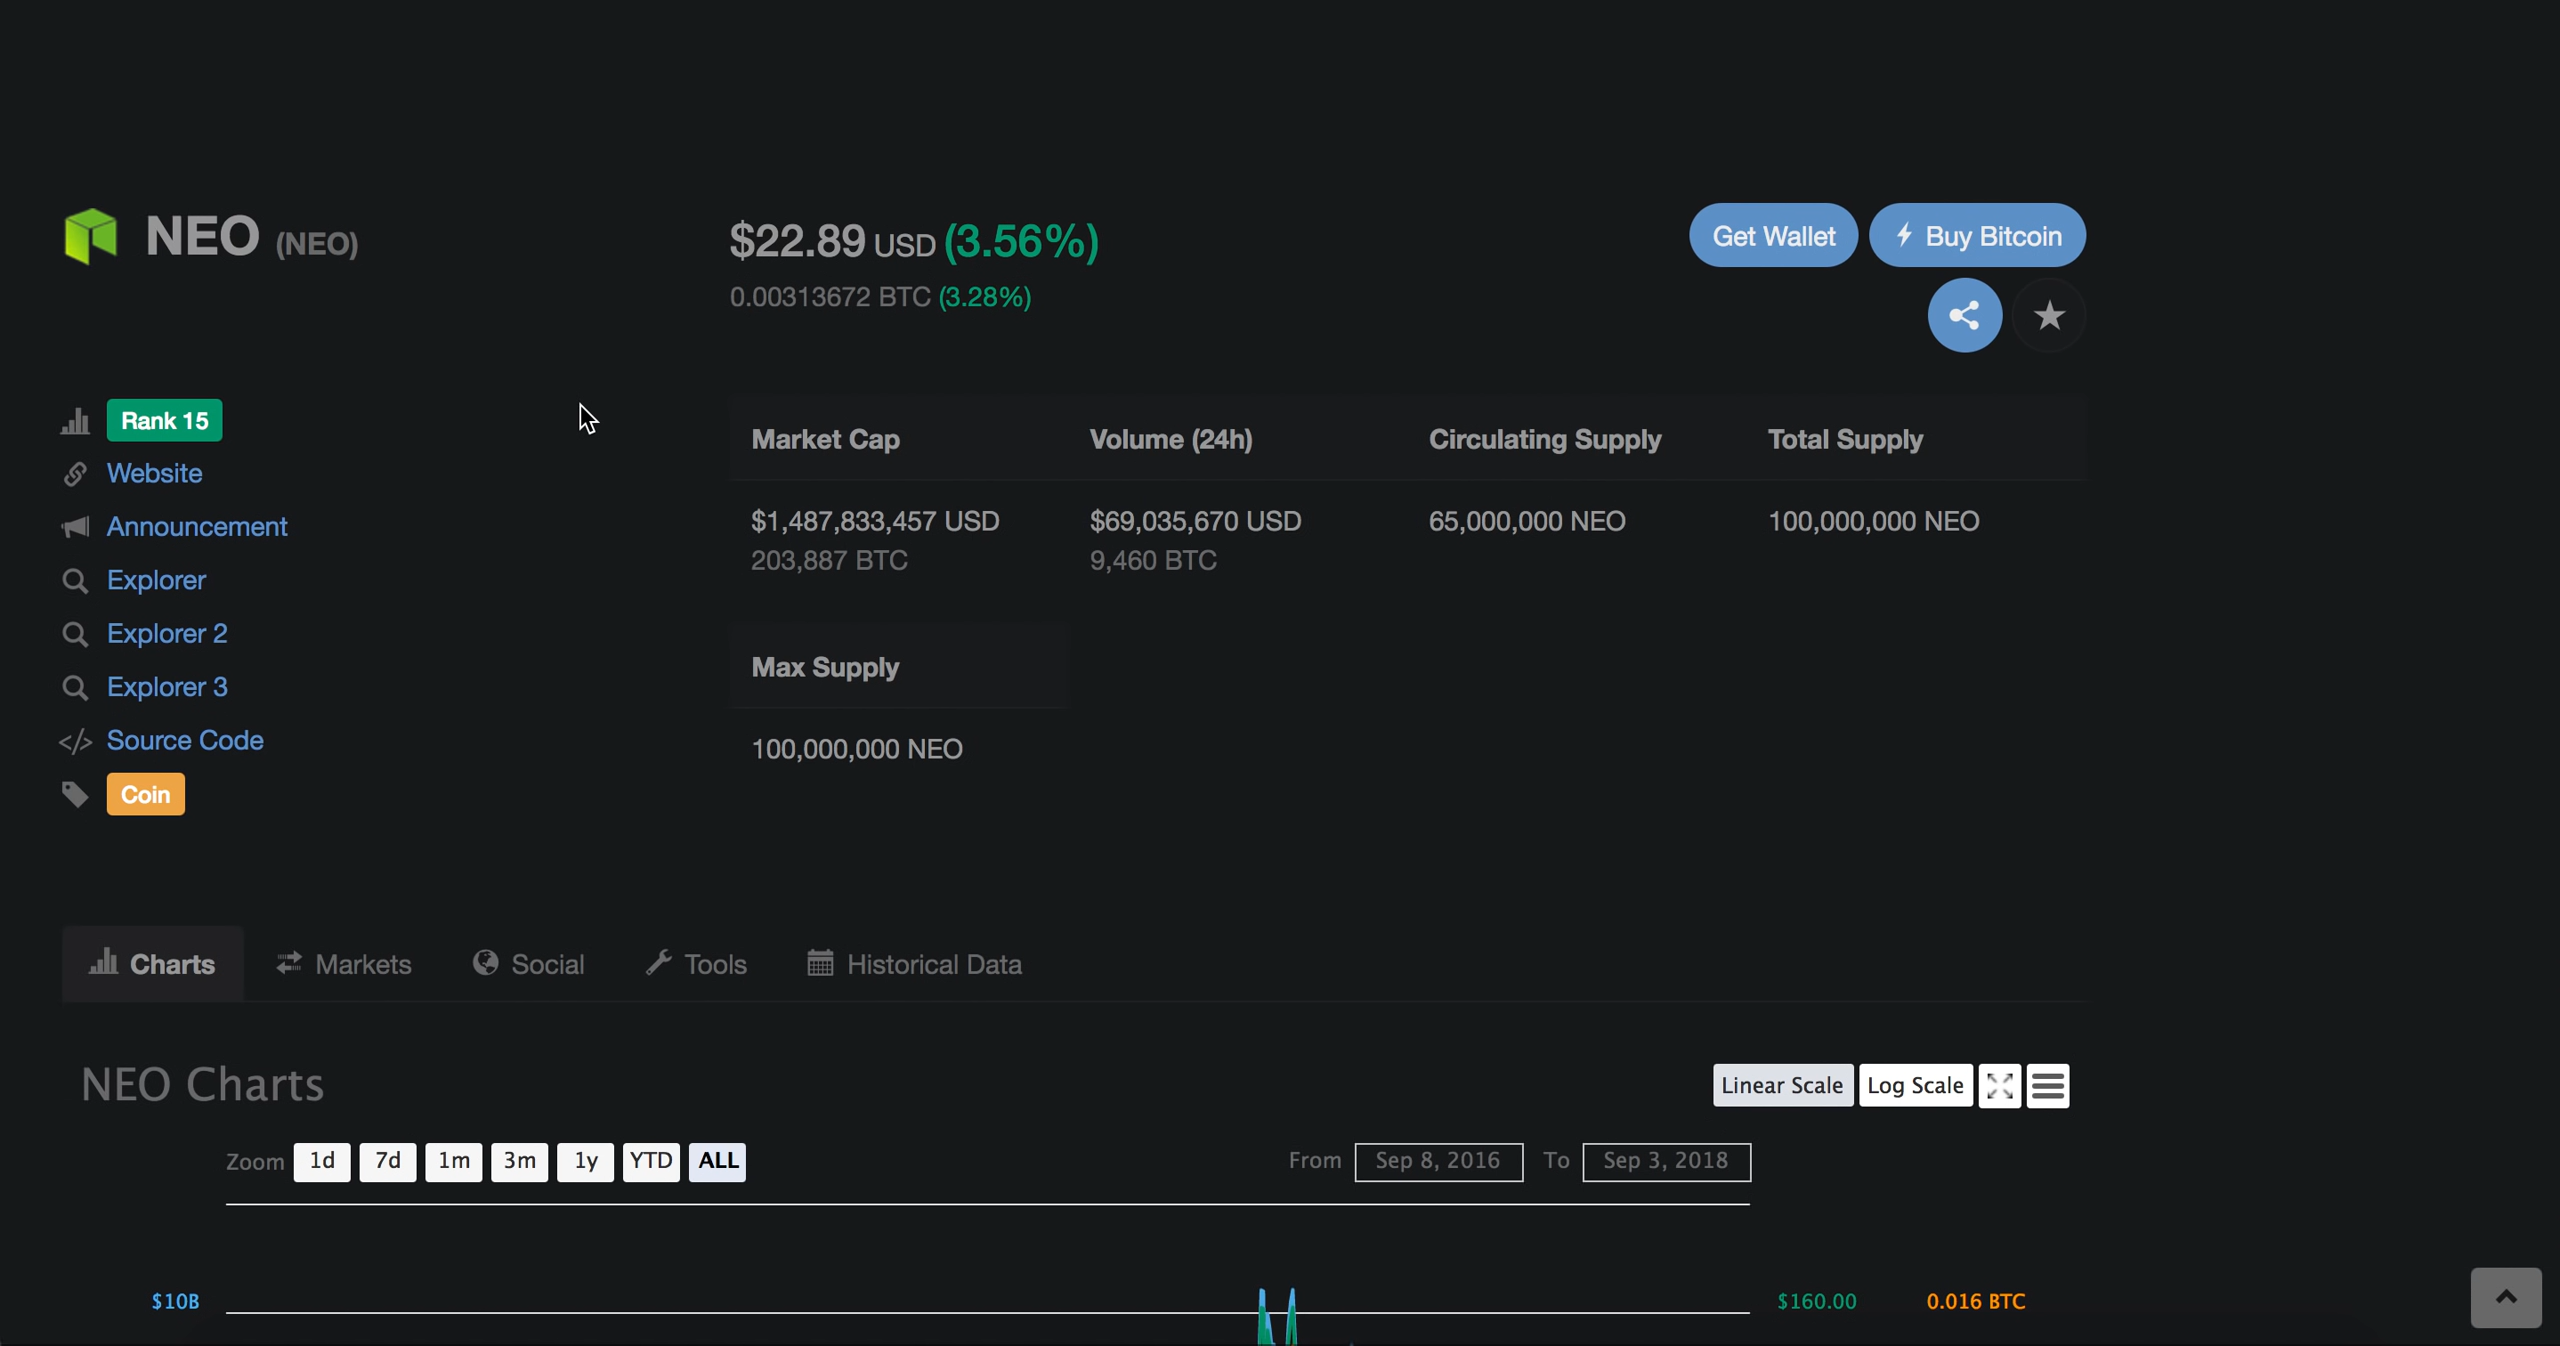 NEO (NEO)
$22.89 USD (3.56%)
0.00313672 BTC (3.28%)
Get Wallet
Buy Bitcoin
Rank 15
Website
Announcement
Explorer
Explorer 2
Explorer 3
Source Code
Coin
Market Cap Volume (24h) Circulating Supply Total Supply
$1,487,833,457 USD $69,035,670 USD 65,000,000 NEO 100,000,000 NEO
203,887 BTC 9,460 BTC
Max Supply
100,000,000 NEO
Charts Markets Social Tools Historical Data
NEO Charts
Linear Scale Log Scale
Zoom 1d 7d 1m 3m 1y YTD ALL
From Sep 8, 2016 To Sep 3, 2018
$10B $160.00 0.016 BTC